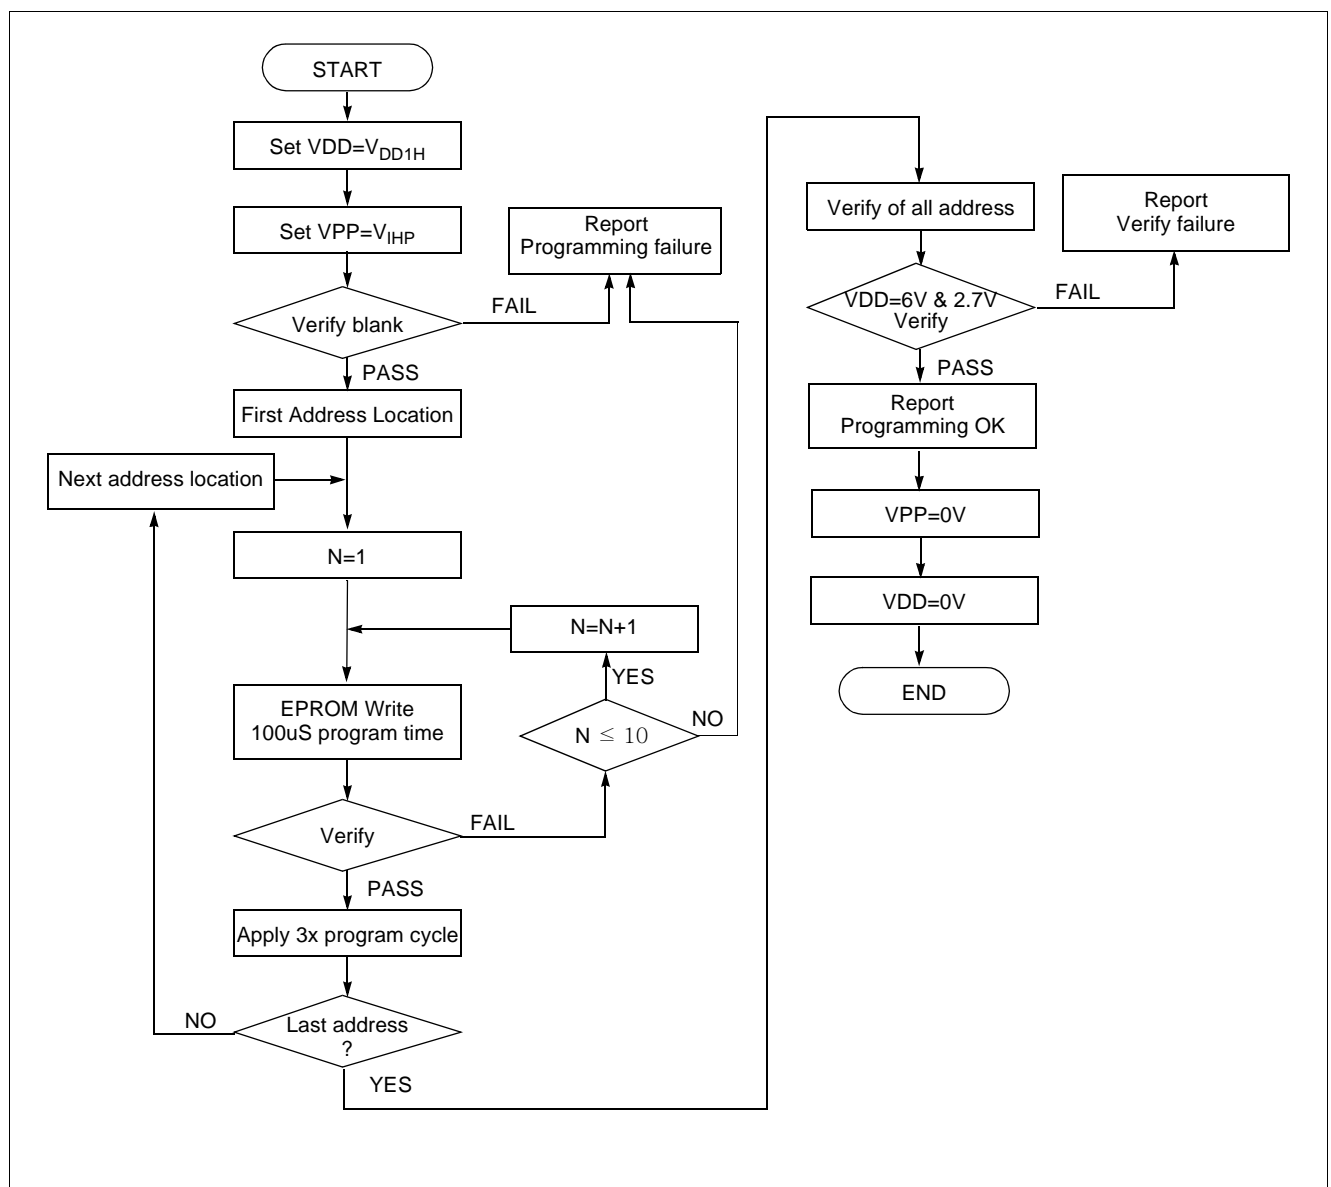 START
Set VDD=VDD1H
Set VPP=VIHP
Report
Programming failure
Verify blank
FAIL
PASS
First Address Location
Next address location
N=1
N=N+1
YES
EPROM Write
100uS program time
N ≤ 10
NO
Verify
FAIL
PASS
Apply 3x program cycle
Last address
?
NO
YES
Verify of all address
Report
Verify failure
VDD=6V & 2.7V
Verify
FAIL
PASS
Report
Programming OK
VPP=0V
VDD=0V
END